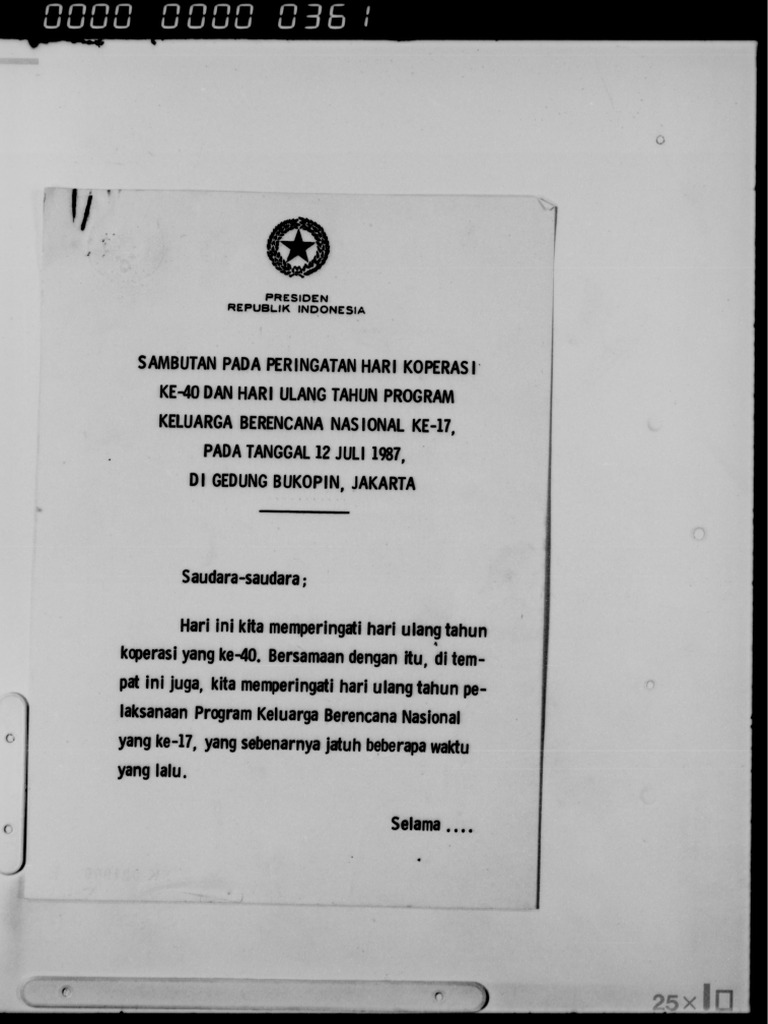 0000 0000 0361
PRESIDEN
REPUBLIK INDONESIA
SAMBUTAN PADA PERINGATAN HARI KOPERASI
KE-40 DAN HARI ULANG TAHUN PROGRAM
KELUARGA BERENCANA NASIONAL KE-17,
PADA TANGGAL 12 JULI 1987,
DI GEDUNG BUKOPIN, JAKARTA
Saudara-saudara;
Hari ini kita memperingati hari ulang tahun
koperasi yang ke-40. Bersamaan dengan itu, di tem-
pat ini juga, kita memperingati hari ulang tahun pe-
laksanaan Program Keluarga Berencana Nasional
yang ke-17, yang sebenarnya jatuh beberapa waktu
yang lalu.
Selama ....
25×